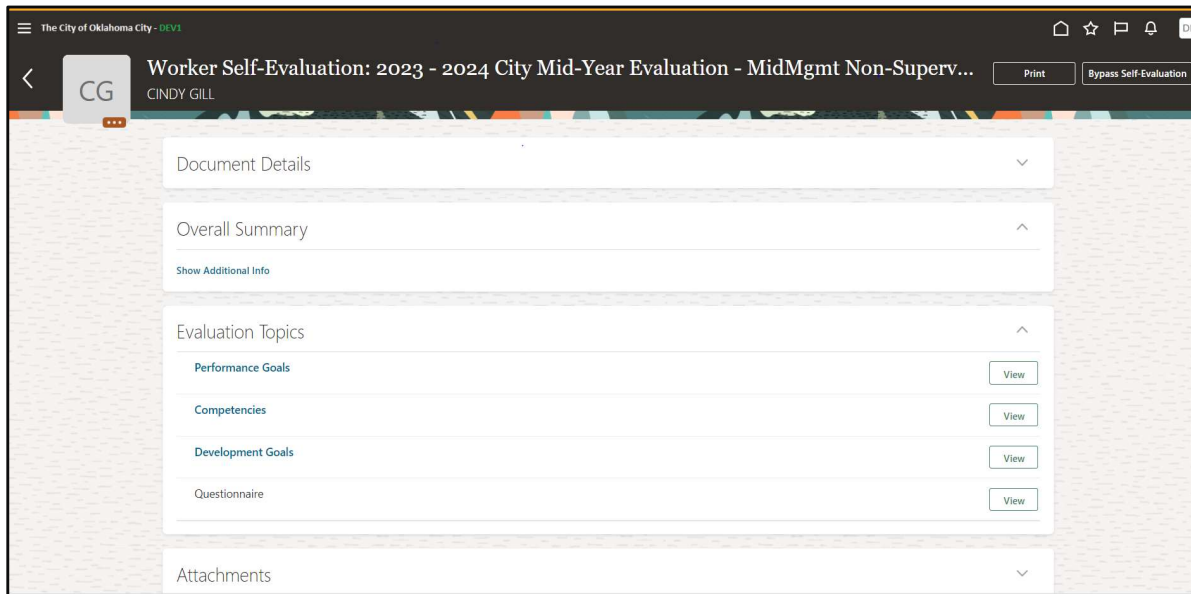 The City of Oklahoma City - DEV1
Worker Self-Evaluation: 2023 - 2024 City Mid-Year Evaluation - MidMgmt Non-Superv...
Print
Bypass Self-Evaluation
CG
CINDY GILL
Document Details
Overall Summary
Show Additional Info
Evaluation Topics
Performance Goals
View
Competencies
View
Development Goals
View
Questionnaire
View
Attachments